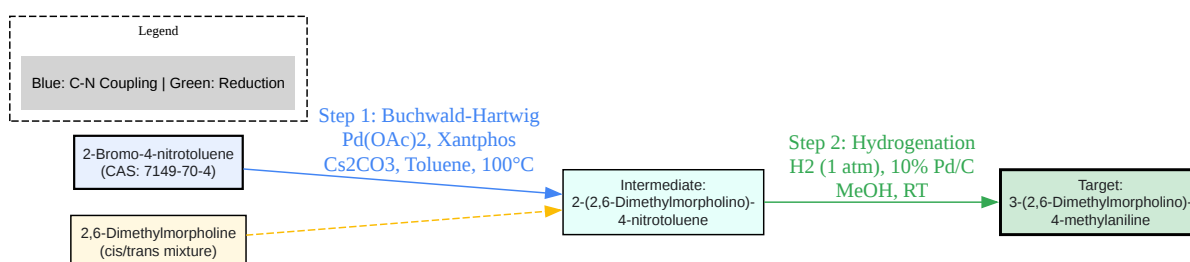 Legend
Blue: C-N Coupling | Green: Reduction
Step 1: Buchwald-Hartwig
Pd(OAc)2, Xantphos
Cs2CO3, Toluene, 100°C
2-Bromo-4-nitrotoluene
(CAS: 7149-70-4)
2,6-Dimethylmorpholine
(cis/trans mixture)
Intermediate:
2-(2,6-Dimethylmorpholino)-
4-nitrotoluene
Step 2: Hydrogenation
H2 (1 atm), 10% Pd/C
MeOH, RT
Target:
3-(2,6-Dimethylmorpholino)-
4-methylaniline